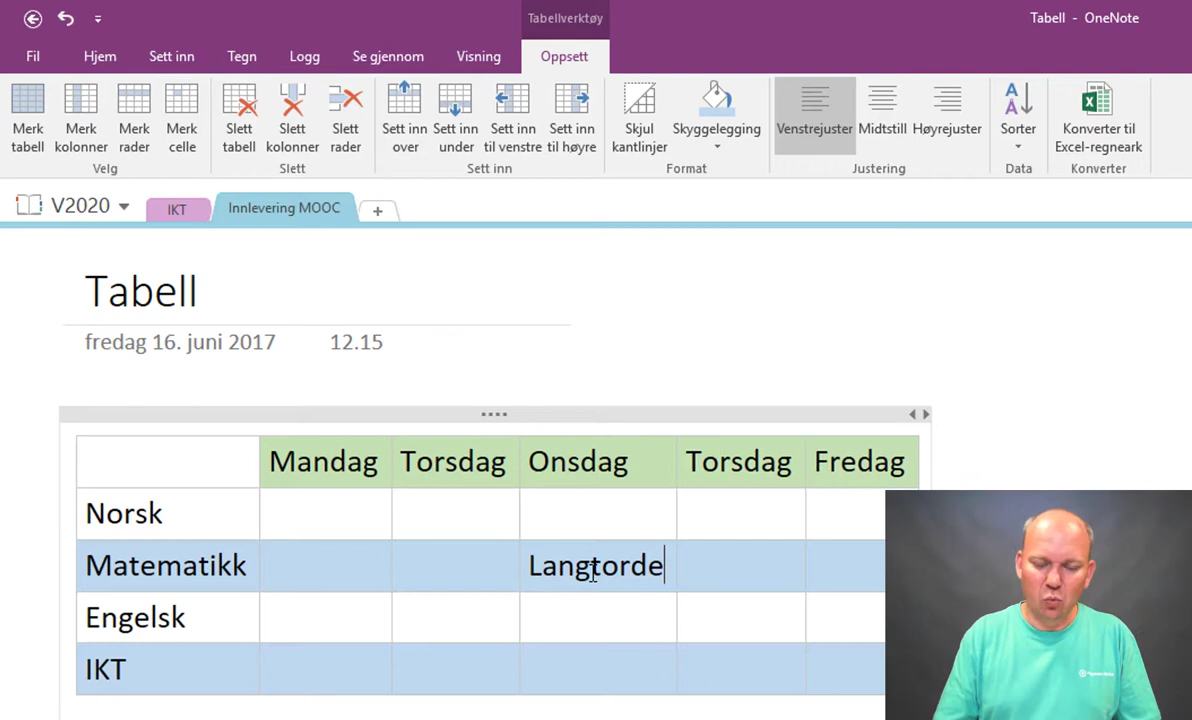 Tabellverktøy
Tabell - OneNote
Fil Hjem Sett inn Tegn Logg Se gjennom Visning Oppsett
Merk tabell
Merk kolonner
Merk rader
Merk celle
Slett tabell
Slett kolonner
Slett rader
Sett inn over
Sett inn under
Sett inn til venstre
Sett inn til høyre
Skjul kantlinjer
Skyggelegging
Venstrejuster
Midtstill
Høyrejuster
Sorter
Konverter til Excel-regneark
Velg Slett Sett inn Format Justering Data Konverter
V2020 IKT Innlevering MOOC
Tabell
fredag 16. juni 2017 12.15
Mandag Torsdag Onsdag Torsdag Fredag
Norsk
Matematikk Langtorde
Engelsk
IKT